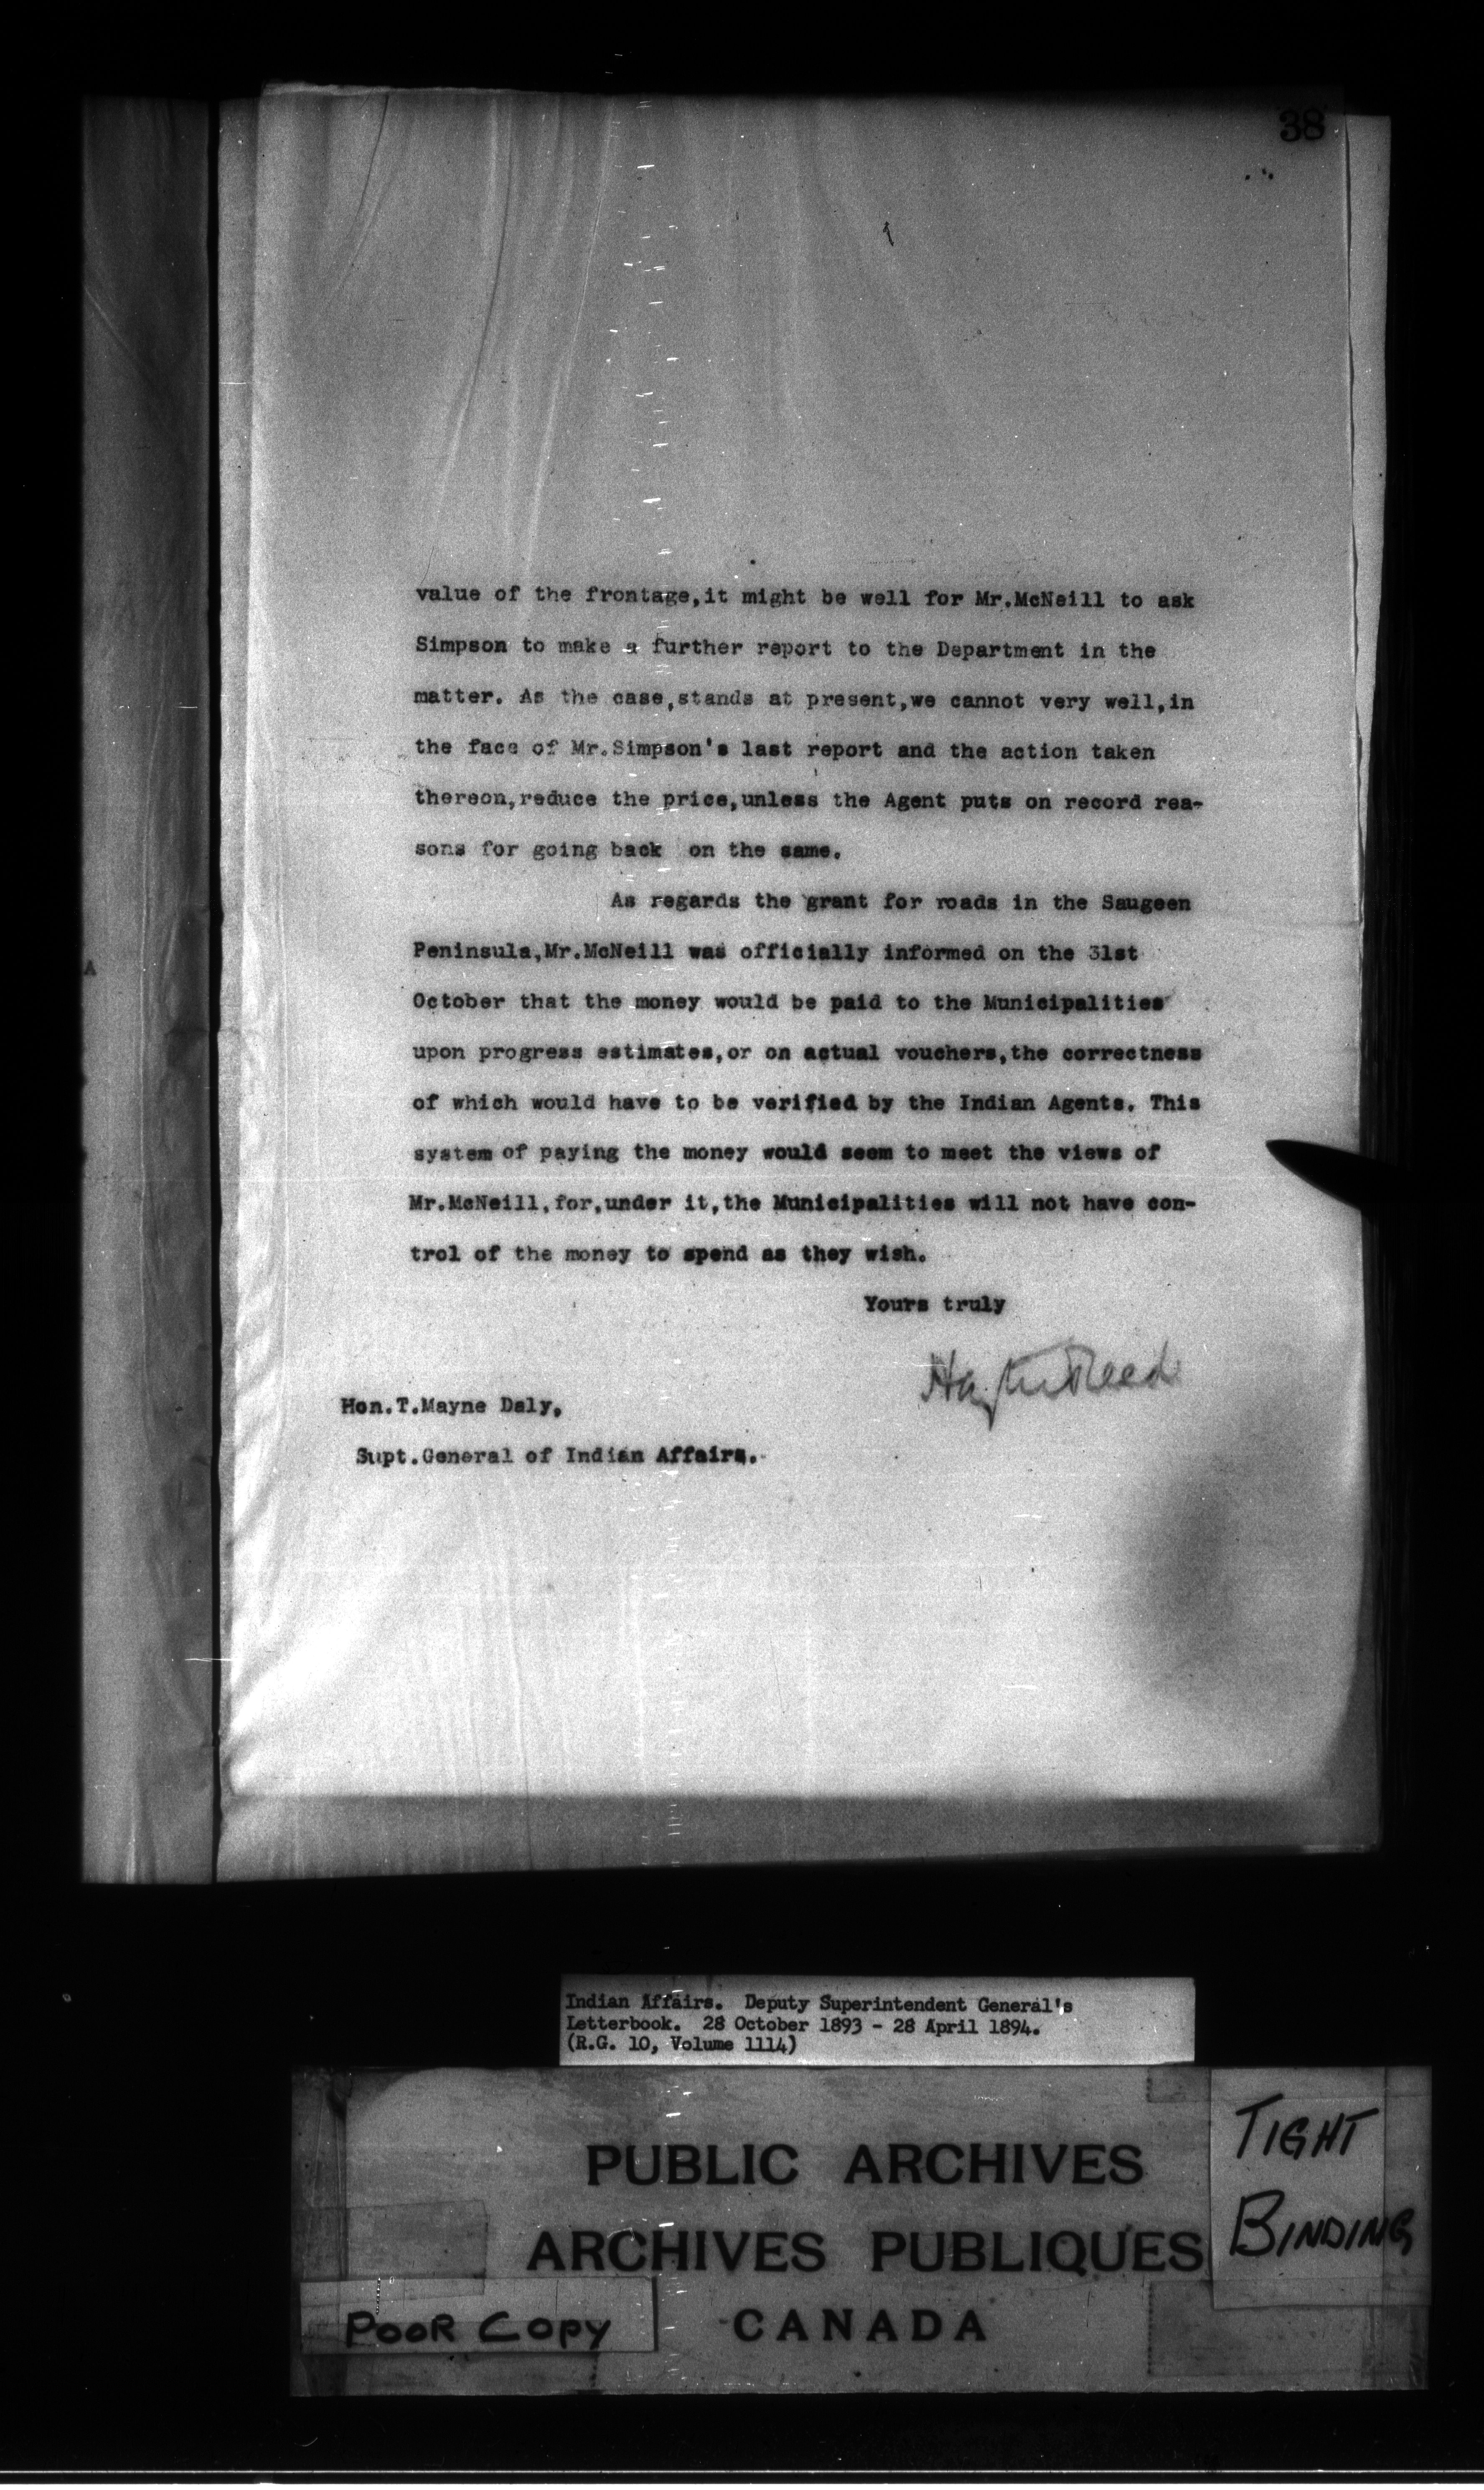 38
value of the frontage,it might be well for Mr.McNeill to ask
Simpson to make a further report to the Department in the
matter. As the case,stands at present,we cannot very well,in
the face of Mr.Simpson's last report and the action taken
thereon,reduce the price,unless the Agent puts on record rea-
sons for going back on the same.
As regards the grant for roads in the Saugeen
Peninsula,Mr.McNeill was officially informed on the 31st
October that the money would be paid to the Municipalities
upon progress estimates,or on actual vouchers,the correctness
of which would have to be verified by the Indian Agents. This
system of paying the money would seem to meet the views of
Mr.McNeill,for,under it,the Municipalities will not have con-
trol of the money to spend as they wish.
Yours truly
Hayter Reed
Hon.T.Mayne Daly,
Supt.General of Indian Affairs.
Indian Affairs. Deputy Superintendent General's
Letterbook. 28 October 1893 - 28 April 1894.
(R.G. 10, Volume 1114)
PUBLIC ARCHIVES
ARCHIVES PUBLIQUES
CANADA
TIGHT
BINDING
POOR COPY